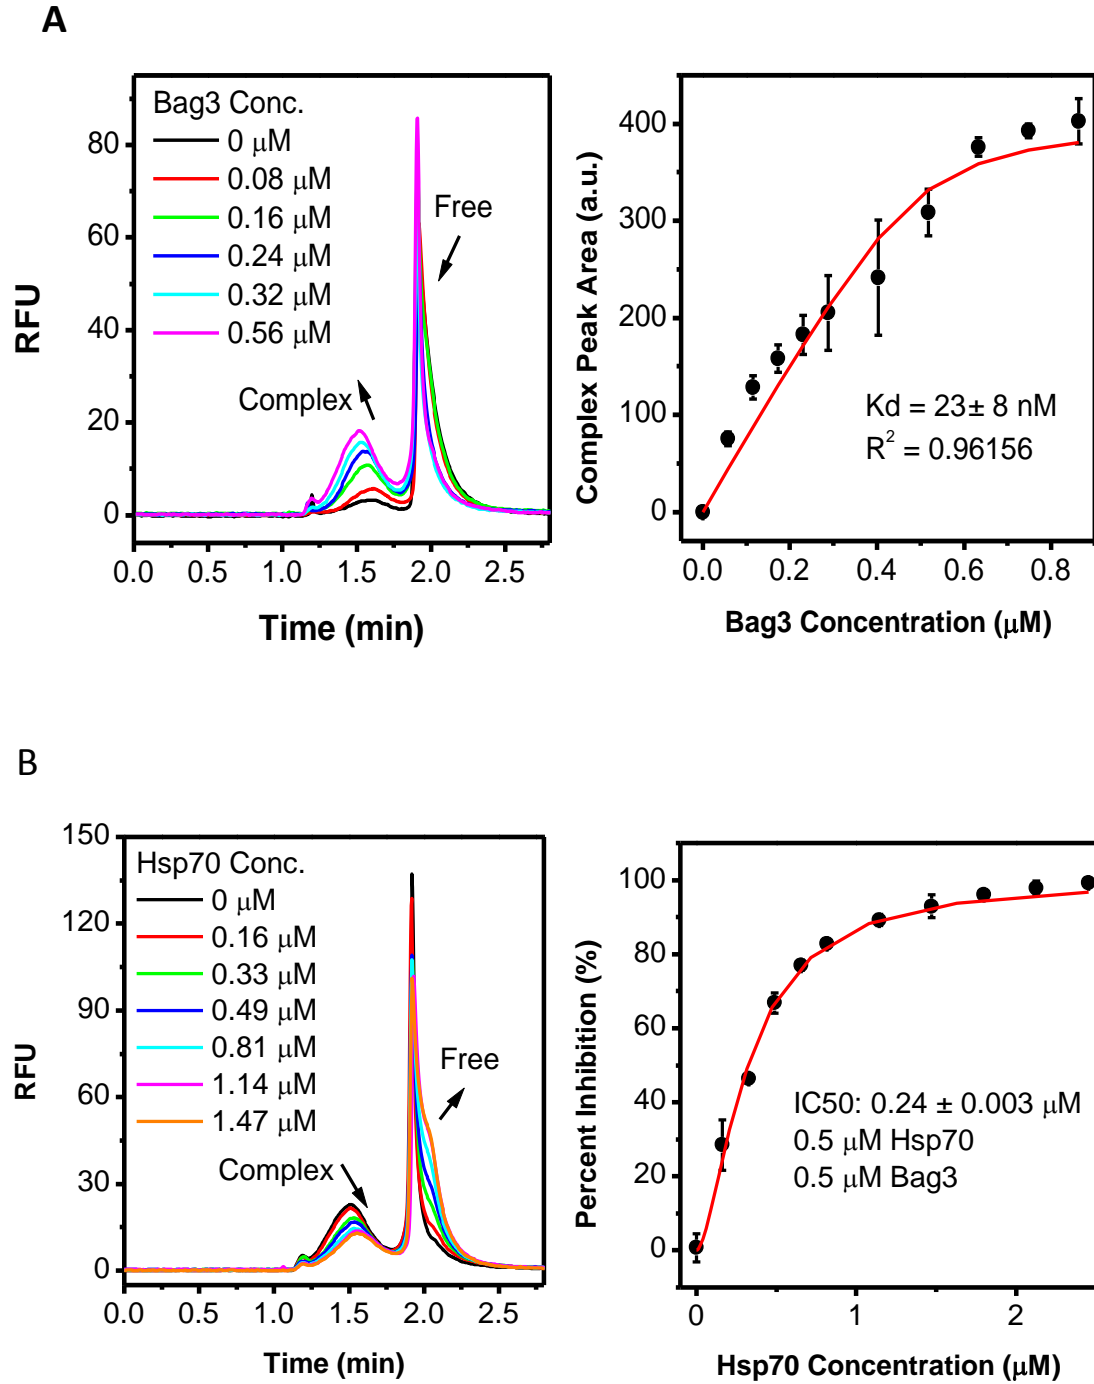 A
Bag3 Conc.
0 μM
0.08 μM
0.16 μM
0.24 μM
0.32 μM
0.56 μM
Free
Complex
RFU
80
60
40
20
0
0.0 0.5 1.0 1.5 2.0 2.5
Time (min)
Complex Peak Area (a.u.)
400
300
200
100
0
Kd = 23± 8 nM
R² = 0.96156
0.0 0.2 0.4 0.6 0.8
Bag3 Concentration (μM)
B
Hsp70 Conc.
0 μM
0.16 μM
0.33 μM
0.49 μM
0.81 μM
1.14 μM
1.47 μM
Free
Complex
RFU
150
120
90
60
30
0
0.0 0.5 1.0 1.5 2.0 2.5
Time (min)
Percent Inhibition (%)
100
80
60
40
20
0
IC50: 0.24 ± 0.003 μM
0.5 μM Hsp70
0.5 μM Bag3
0 1 2
Hsp70 Concentration (μM)